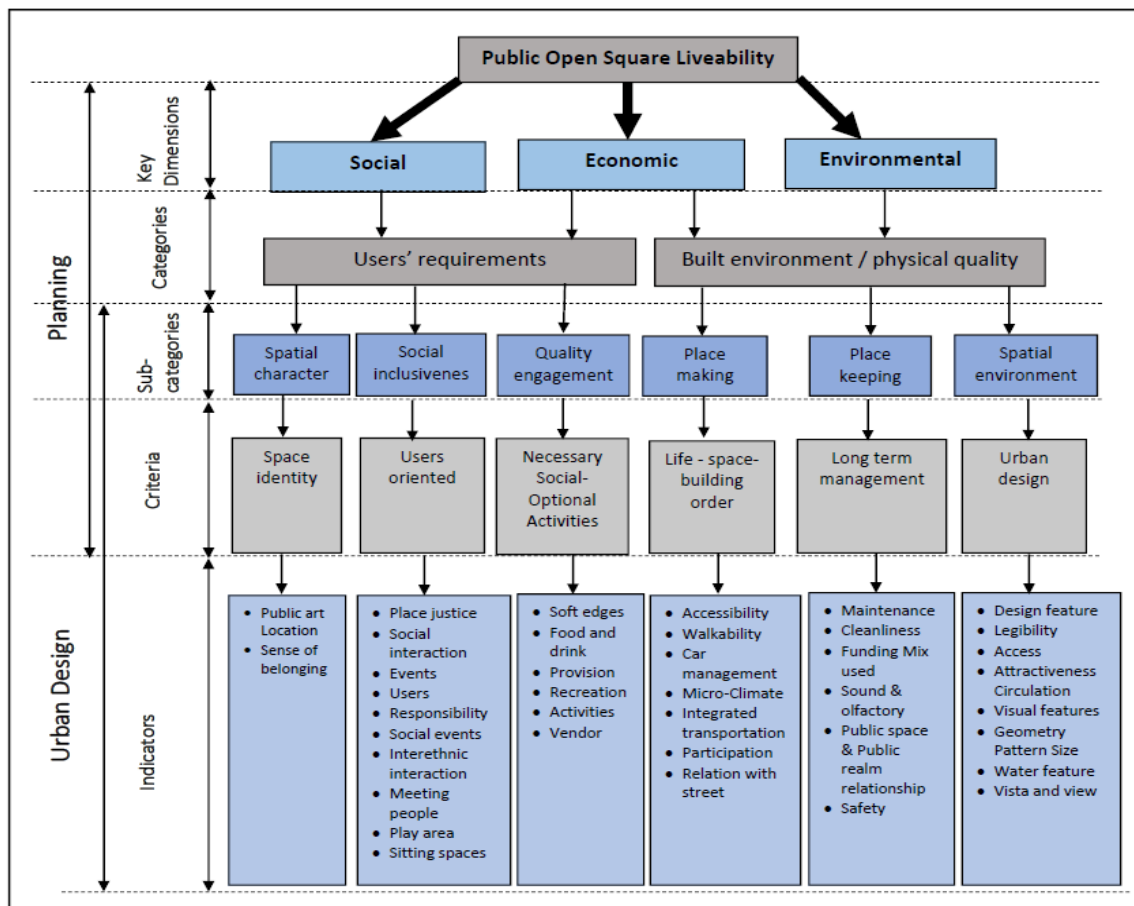 Public Open Square Liveability
Planning
Urban Design
Key
Dimensions
Social
Economic
Environmental
Categories
Users' requirements
Built environment / physical quality
Sub-
categories
Spatial
character
Social
inclusivenes
Quality
engagement
Place
making
Place
keeping
Spatial
environment
Criteria
Space
identity
Users
oriented
Necessary
Social-
Optional
Activities
Life - space-
building
order
Long term
management
Urban
design
Indicators
• Public art
Location
• Sense of
belonging
• Place justice
• Social
interaction
• Events
• Users
• Responsibility
• Social events
• Interethnic
interaction
• Meeting
people
• Play area
• Sitting spaces
• Soft edges
• Food and
drink
• Provision
• Recreation
• Activities
• Vendor
• Accessibility
• Walkability
• Car
management
• Micro-Climate
• Integrated
transportation
• Participation
• Relation with
street
• Maintenance
• Cleanliness
• Funding Mix
used
• Sound &
olfactory
• Public space
& Public
realm
relationship
• Safety
• Design feature
• Legibility
• Access
• Attractiveness
Circulation
• Visual features
• Geometry
Pattern Size
• Water feature
• Vista and view